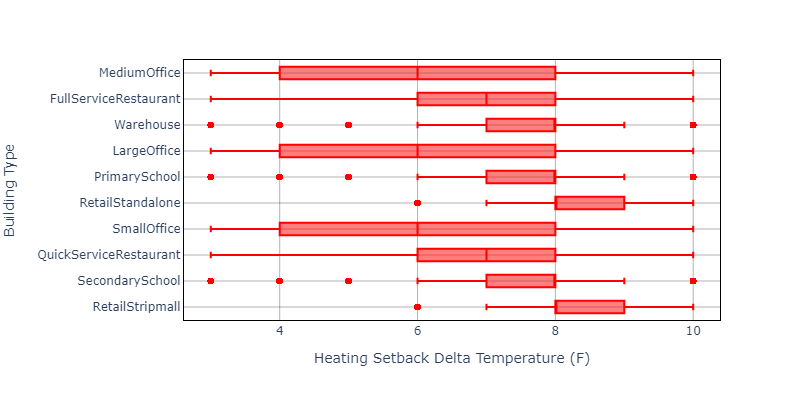 MediumOffice
FullServiceRestaurant
Warehouse
LargeOffice
PrimarySchool
RetailStandalone
SmallOffice
QuickServiceRestaurant
SecondarySchool
RetailStripmall
Building Type
4 6 8 10
Heating Setback Delta Temperature (F)